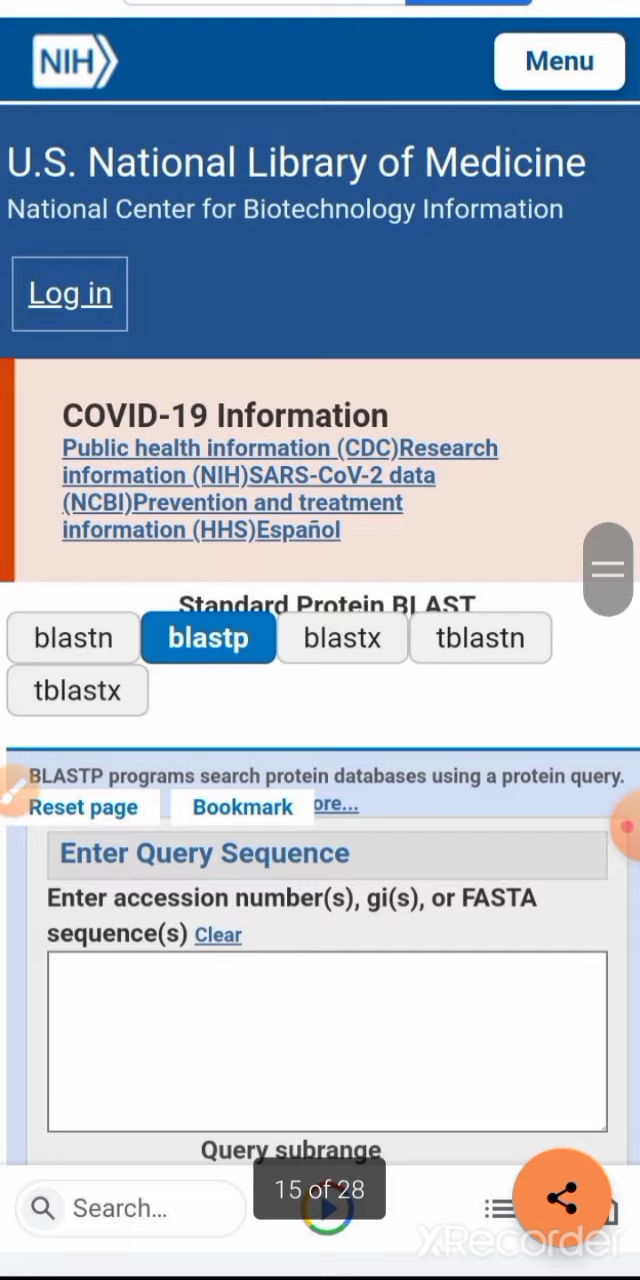 NIH
Menu
U.S. National Library of Medicine
National Center for Biotechnology Information
Log in
COVID-19 Information
Public health information (CDC)Research
information (NIH)SARS-CoV-2 data
(NCBI)Prevention and treatment
information (HHS)Español
Standard Protein BLAST
blastn
blastp
blastx
tblastn
tblastx
BLASTP programs search protein databases using a protein query.
Reset page
Bookmark
ore...
Enter Query Sequence
Enter accession number(s), gi(s), or FASTA
sequence(s) Clear
Query subrange
15 of 28
Search...
XRecorder